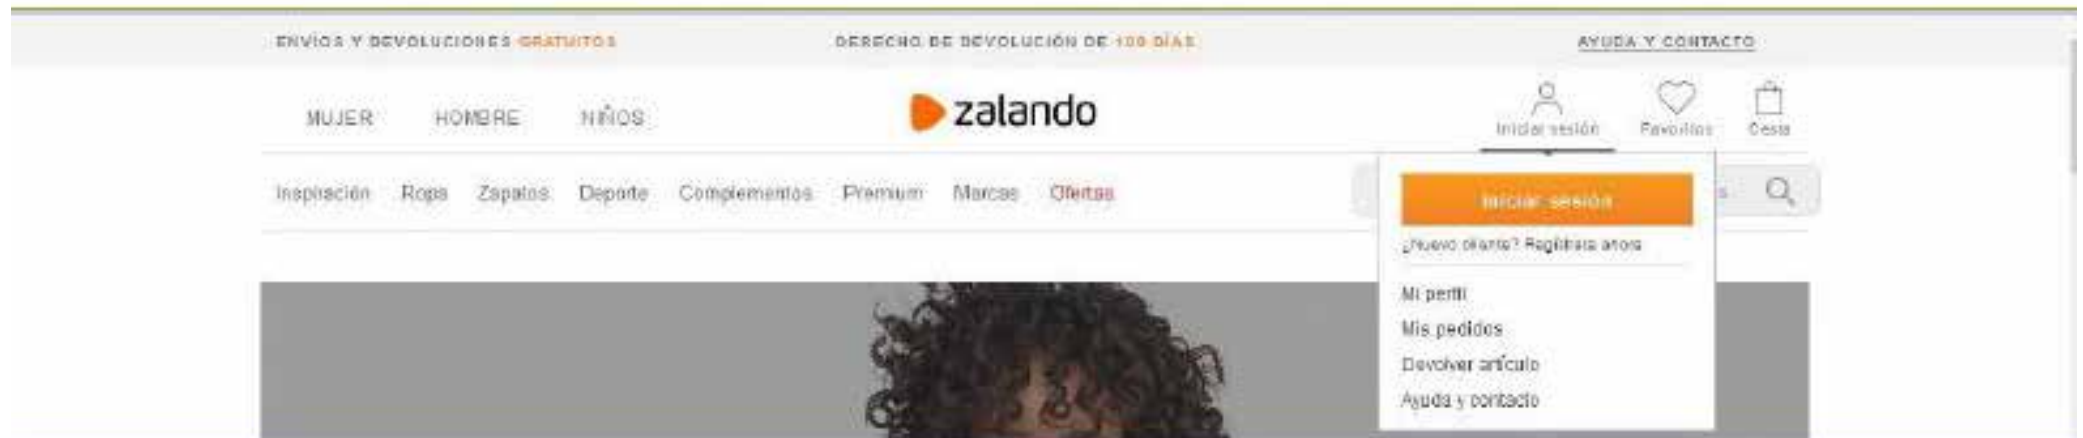 ENVÍOS Y DEVOLUCIONES GRATUITOS
DERECHO DE DEVOLUCIÓN DE 100 DÍAS
AYUDA Y CONTACTO
MUJER HOMBRE NIÑOS
zalando
Iniciar sesión Favoritos Cesta
Inspiración Ropa Zapatos Deporte Complementos Premium Marcas Ofertas
Iniciar sesión
¿Nuevo cliente? Regístrate ahora
Mi perfil
Mis pedidos
Devolver artículo
Ayuda y contacto